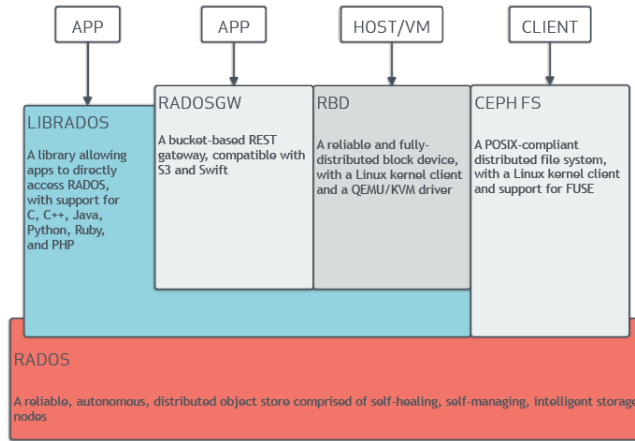 APP
APP
HOST/VM
CLIENT
LIBRADOS
A library allowing
apps to directly
access RADOS,
with support for
C, C++, Java,
Python, Ruby,
and PHP
RADOSGW
A bucket-based REST
gateway, compatible with
S3 and Swift
RBD
A reliable and fully-
distributed block device,
with a Linux kernel client
and a QEMU/KVM driver
CEPH FS
A POSIX-compliant
distributed file system,
with a Linux kernel client
and support for FUSE
RADOS
A reliable, autonomous, distributed object store comprised of self-healing, self-managing, intelligent storage
nodes